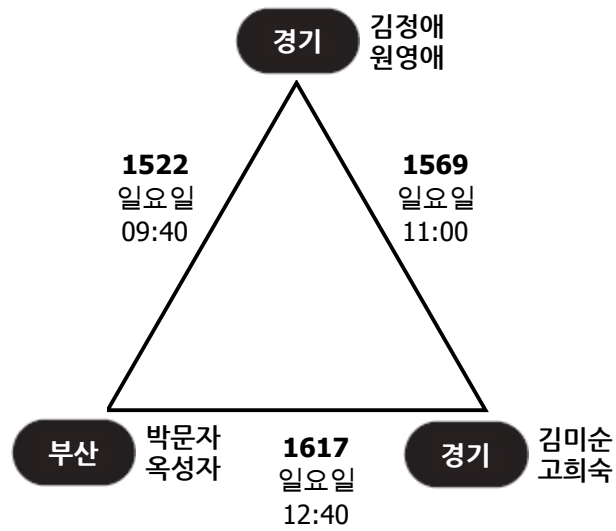 경기
김정애
원영애
1522
일요일
09:40
1569
일요일
11:00
부산
박문자
옥성자
1617
일요일
12:40
경기
김미순
고희숙